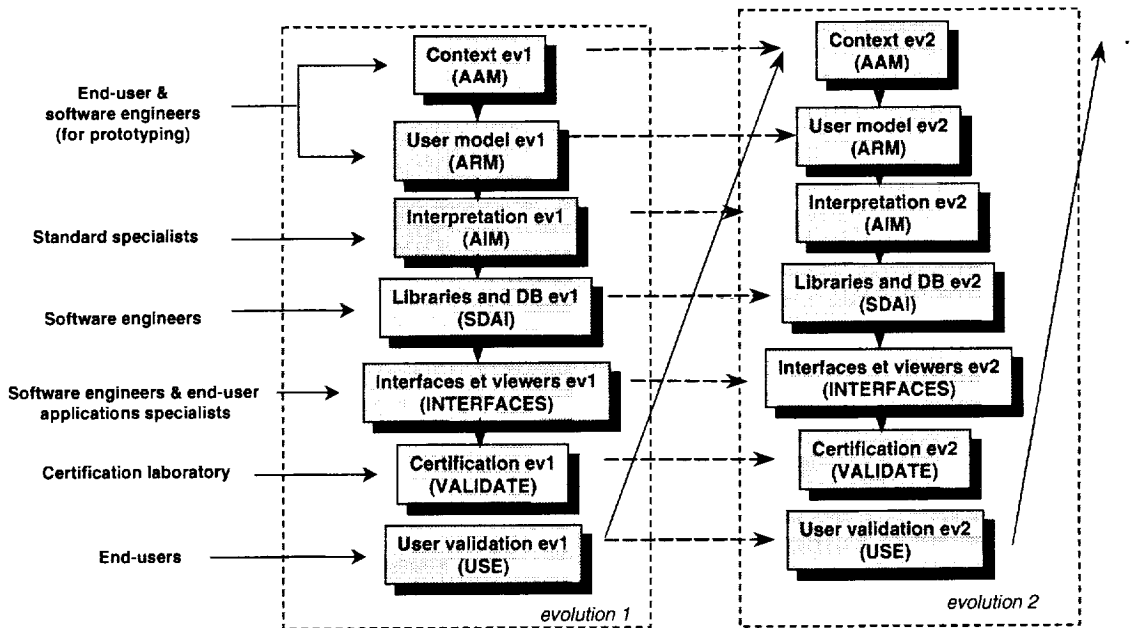 End-user &
software engineers
(for prototyping)
Standard specialists
Software engineers
Software engineers & end-user
applications specialists
Certification laboratory
End-users
Context ev1
(AAM)
User model ev1
(ARM)
Interpretation ev1
(AIM)
Libraries and DB ev1
(SDAI)
Interfaces et viewers ev1
(INTERFACES)
Certification ev1
(VALIDATE)
User validation ev1
(USE)
evolution 1
Context ev2
(AAM)
User model ev2
(ARM)
Interpretation ev2
(AIM)
Libraries and DB ev2
(SDAI)
Interfaces et viewers ev2
(INTERFACES)
Certification ev2
(VALIDATE)
User validation ev2
(USE)
evolution 2